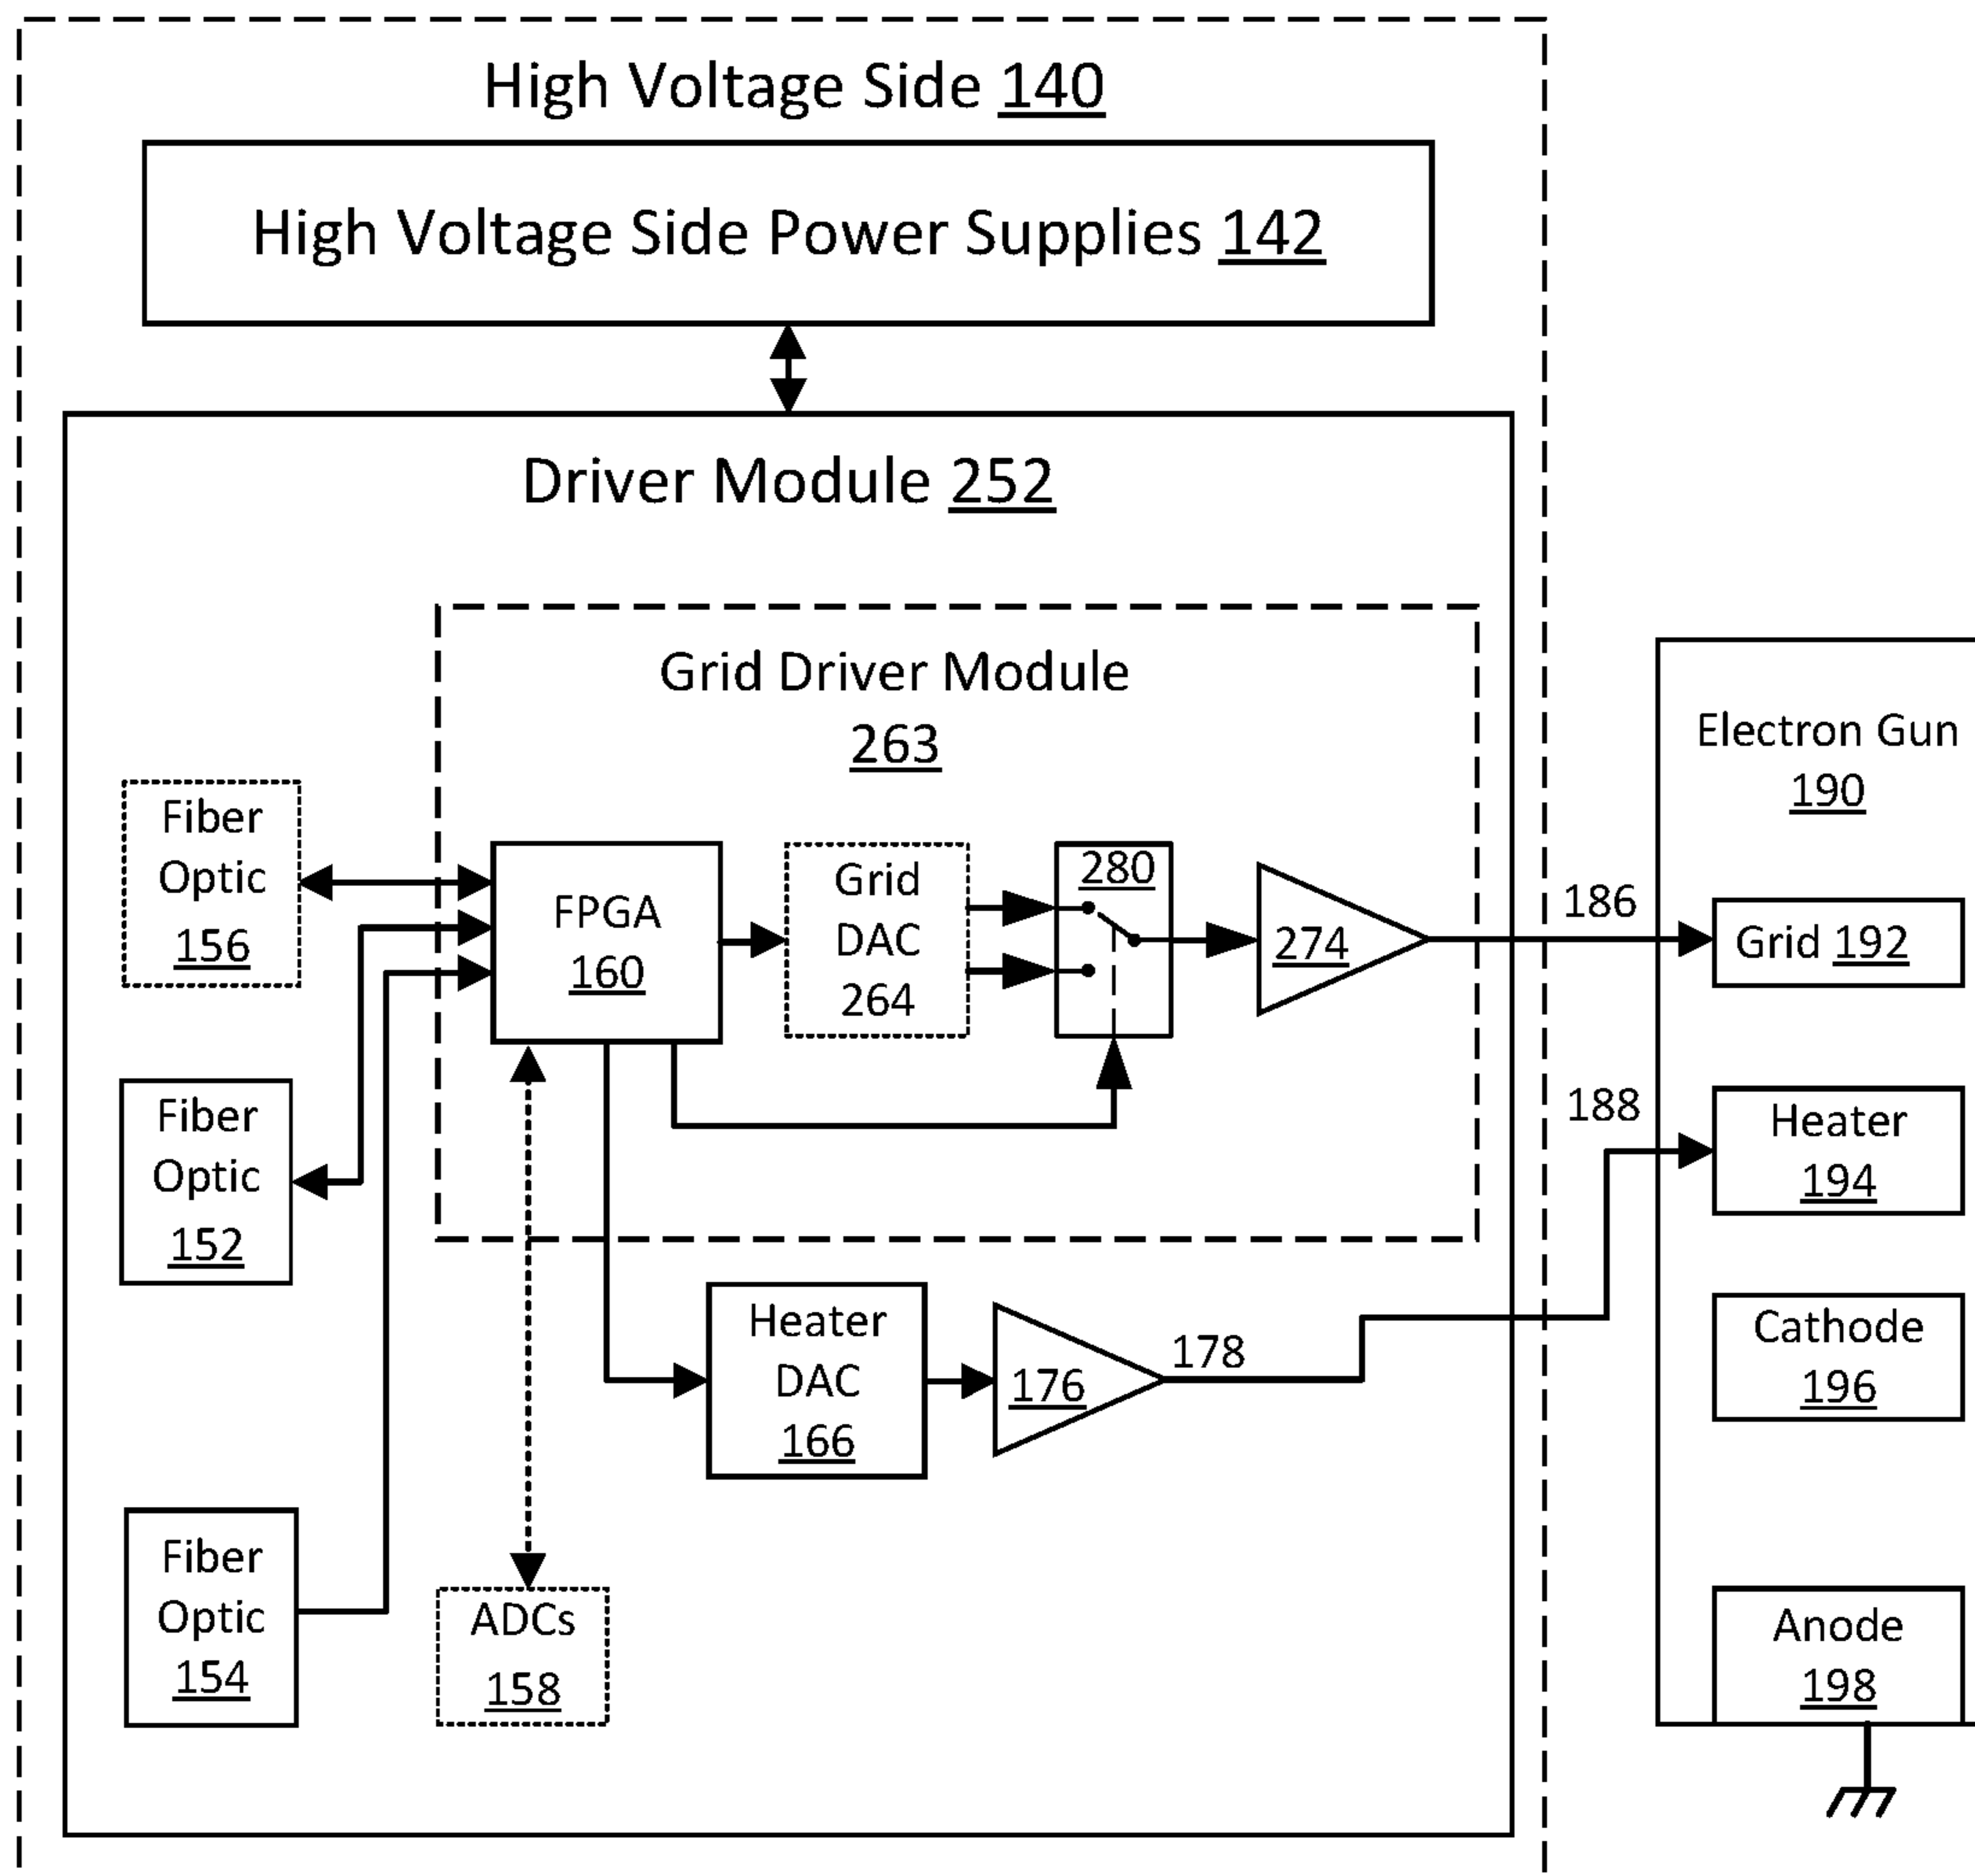 High Voltage Side 140
High Voltage Side Power Supplies 142
Driver Module 252
Grid Driver Module
263
Fiber
Optic
156
Fiber
Optic
152
Fiber
Optic
154
FPGA
160
Grid
DAC
264
280
274
Heater
DAC
166
176
178
ADCs
158
186
188
Electron Gun
190
Grid 192
Heater
194
Cathode
196
Anode
198